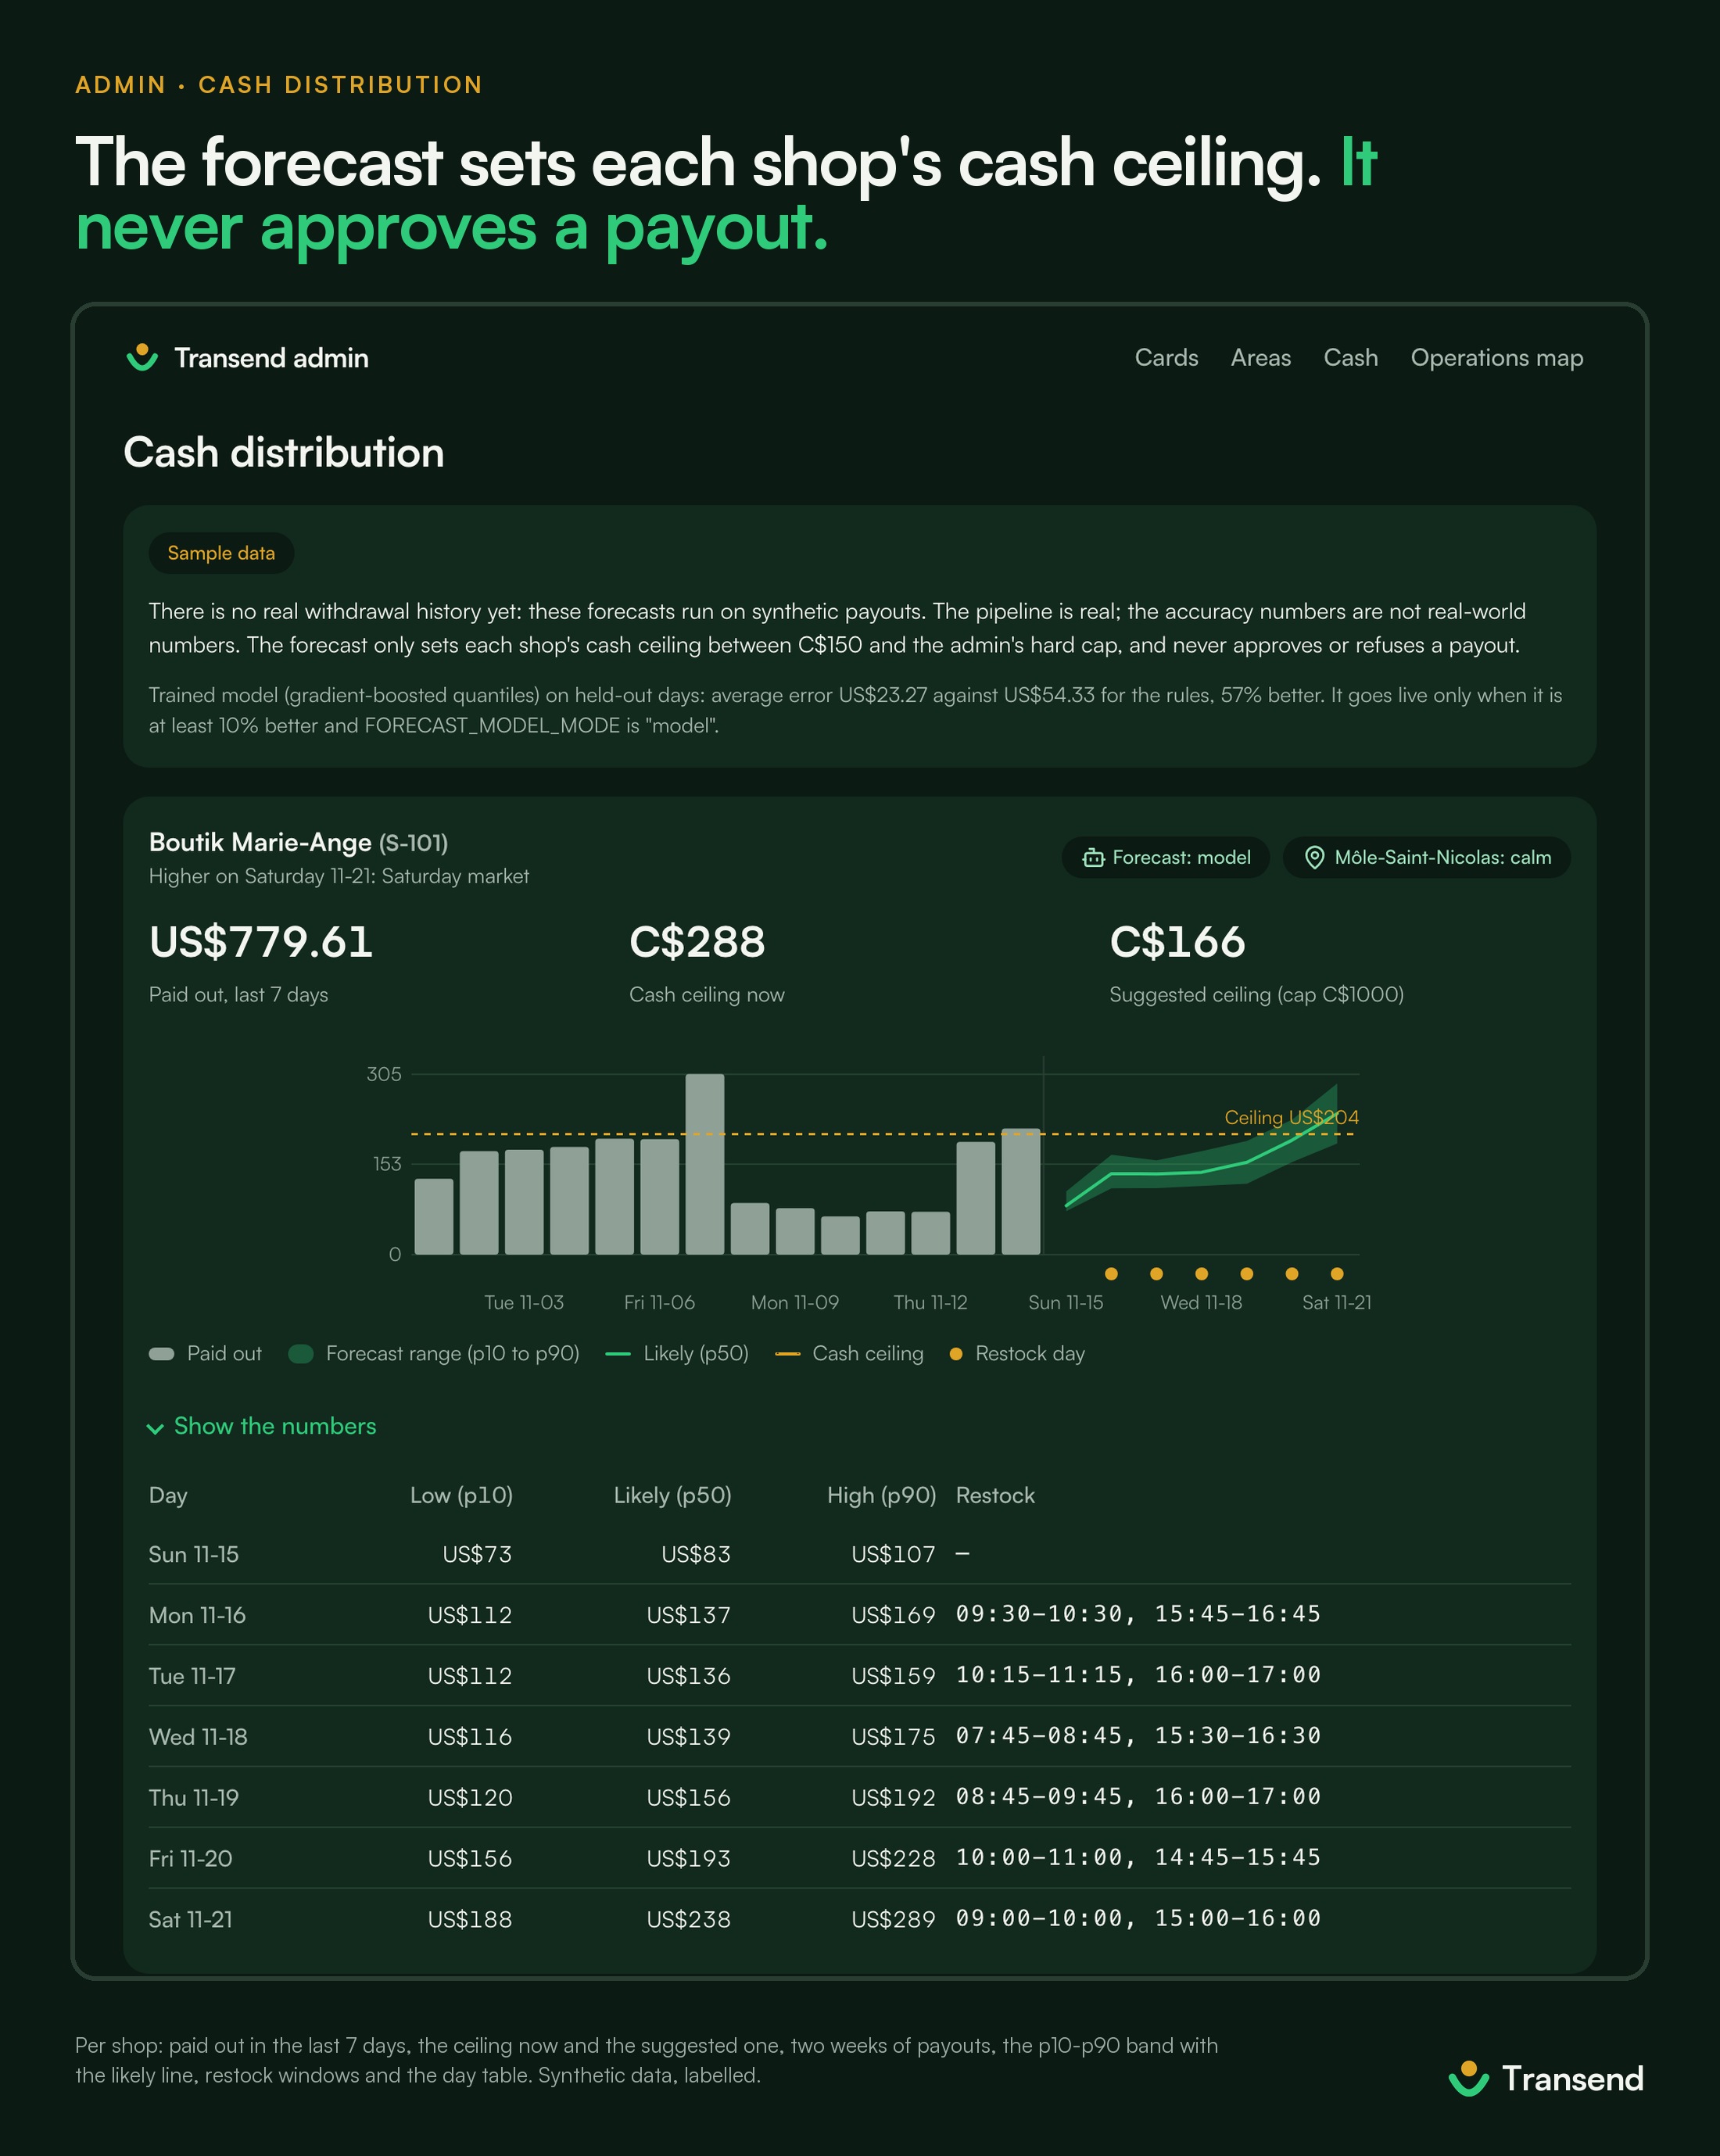 ADMIN · CASH DISTRIBUTION
The forecast sets each shop's cash ceiling. It
never approves a payout.
Transend admin
Cards Areas Cash Operations map
Cash distribution
Sample data
There is no real withdrawal history yet: these forecasts run on synthetic payouts. The pipeline is real; the accuracy numbers are not real-world
numbers. The forecast only sets each shop's cash ceiling between C$150 and the admin's hard cap, and never approves or refuses a payout.
Trained model (gradient-boosted quantiles) on held-out days: average error US$23.27 against US$54.33 for the rules, 57% better. It goes live only when it is
at least 10% better and FORECAST_MODEL_MODE is "model".
Boutik Marie-Ange (S-101)
Higher on Saturday 11-21: Saturday market
Forecast: model
Môle-Saint-Nicolas: calm
US$779.61 C$288 C$166
Paid out, last 7 days Cash ceiling now Suggested ceiling (cap C$1000)
305
Ceiling US$204
153
0
Tue 11-03 Fri 11-06 Mon 11-09 Thu 11-12 Sun 11-15 Wed 11-18 Sat 11-21
Paid out Forecast range (p10 to p90) Likely (p50) Cash ceiling Restock day
Show the numbers
Day Low (p10) Likely (p50) High (p90) Restock
Sun 11-15 US$73 US$83 US$107 –
Mon 11-16 US$112 US$137 US$169 09:30–10:30, 15:45–16:45
Tue 11-17 US$112 US$136 US$159 10:15–11:15, 16:00–17:00
Wed 11-18 US$116 US$139 US$175 07:45–08:45, 15:30–16:30
Thu 11-19 US$120 US$156 US$192 08:45–09:45, 16:00–17:00
Fri 11-20 US$156 US$193 US$228 10:00–11:00, 14:45–15:45
Sat 11-21 US$188 US$238 US$289 09:00–10:00, 15:00–16:00
Per shop: paid out in the last 7 days, the ceiling now and the suggested one, two weeks of payouts, the p10-p90 band with
the likely line, restock windows and the day table. Synthetic data, labelled.
Transend